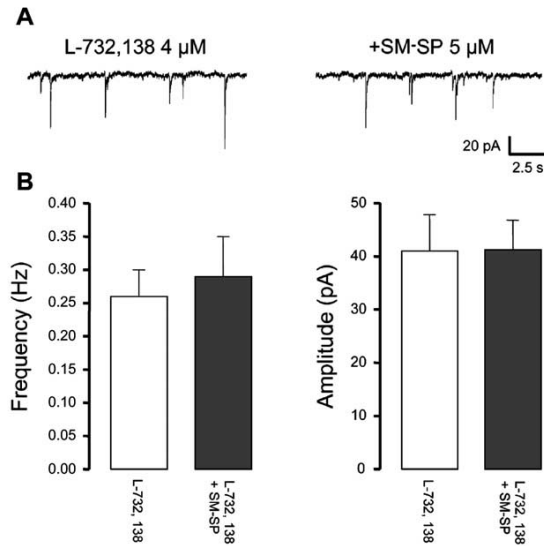 A
L-732,138 4 µM
+SM-SP 5 µM
20 pA
2.5 s
B
Frequency (Hz)
0.40
0.35
0.30
0.25
0.20
0.15
0.10
0.05
0.00
L-732, 138
L-732, 138
+ SM-SP
Amplitude (pA)
50
40
30
20
10
0
L-732, 138
L-732, 138
+ SM-SP